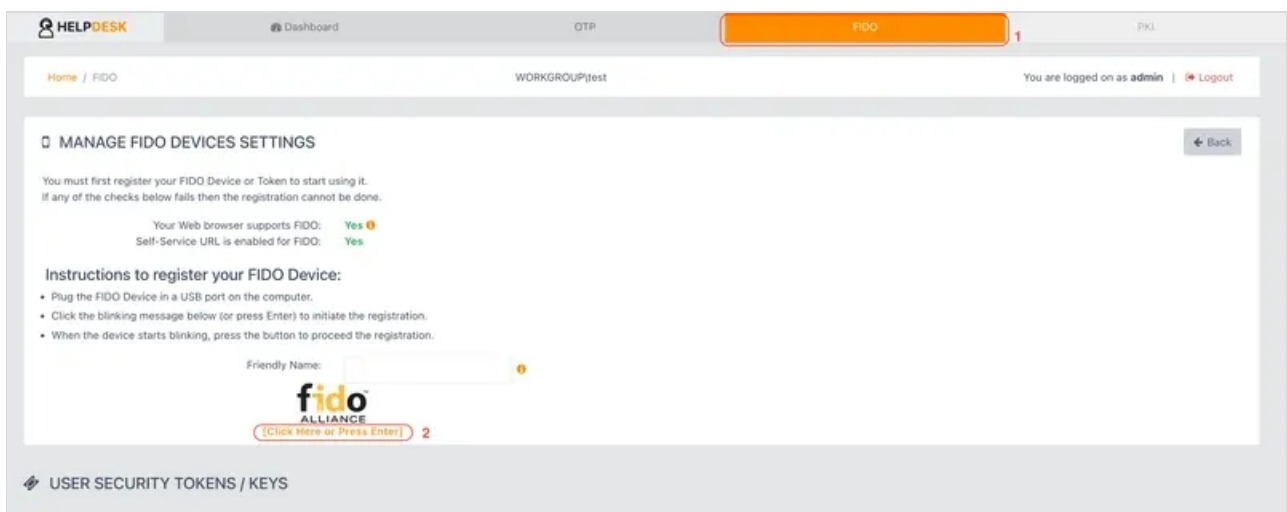 HELPDESK Dashboard OTP FIDO 1 PKI
Home / FIDO WORKGROUP\test You are logged on as admin | Logout
MANAGE FIDO DEVICES SETTINGS Back
You must first register your FIDO Device or Token to start using it.
If any of the checks below fails then the registration cannot be done.
Your Web browser supports FIDO: Yes
Self-Service URL is enabled for FIDO: Yes
Instructions to register your FIDO Device:
• Plug the FIDO Device in a USB port on the computer.
• Click the blinking message below (or press Enter) to initiate the registration.
• When the device starts blinking, press the button to proceed the registration.
Friendly Name:
fido™
ALLIANCE
[Click Here or Press Enter] 2
USER SECURITY TOKENS / KEYS